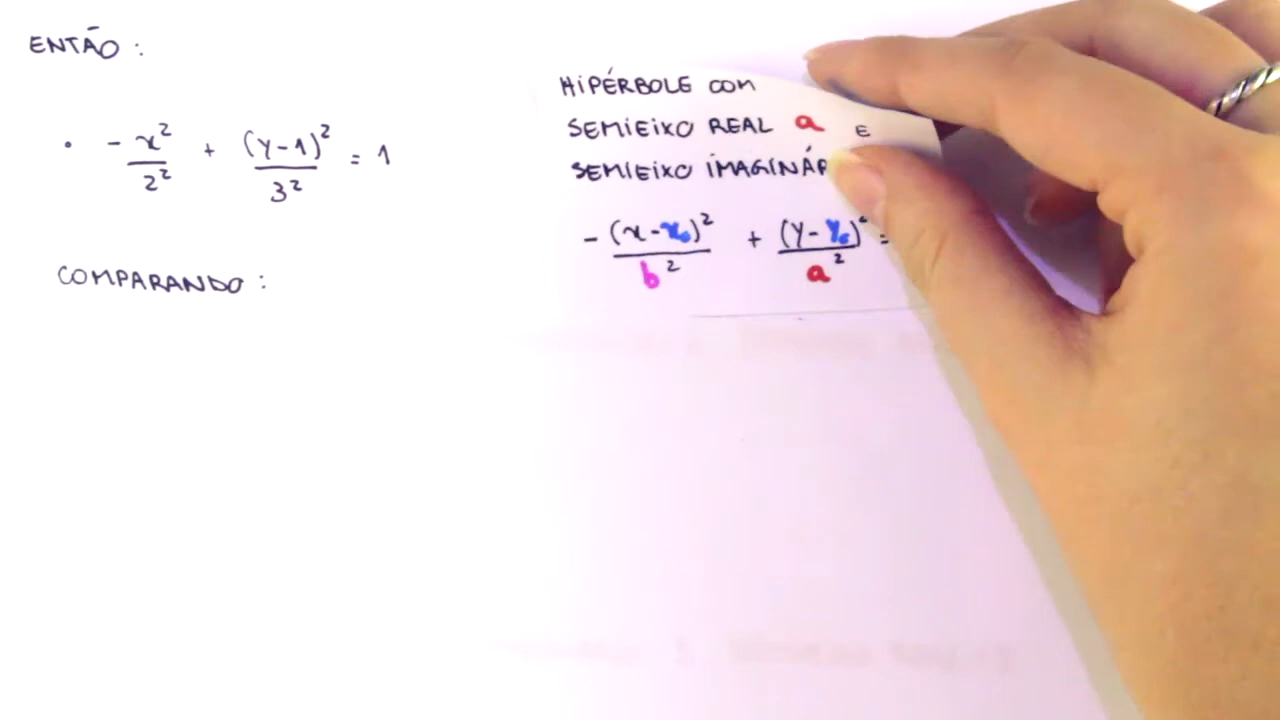 ENTÃO :
• - x²/2² + (y-1)²/3² = 1
COMPARANDO :
HIPÉRBOLE COM
SEMIEIXO REAL a E
SEMIEIXO
-(x-x₀)²/b² + (y-y₀)²/a² =